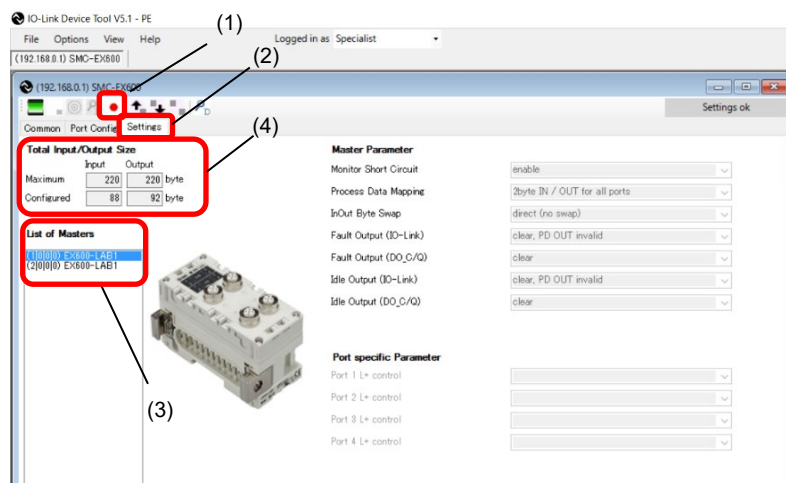 IO-Link Device Tool V5.1 - PE
File Options View Help Logged in as Specialist
(1)
(2)
(192.168.0.1) SMC-EX600
(192.168.0.1) SMC-EX600
Settings ok
Common Port Config Settings
(4)
Total Input/Output Size
Input Output
Maximum 220 220 byte
Configured 88 92 byte
List of Masters
(1|0|0|0) EX600-LAB1
(2|0|0|0) EX600-LAB1
(3)
Master Parameter
Monitor Short Circuit enable
Process Data Mapping 2byte IN / OUT for all ports
InOut Byte Swap direct (no swap)
Fault Output (IO-Link) clear, PD OUT invalid
Fault Output (DO_C/Q) clear
Idle Output (IO-Link) clear, PD OUT invalid
Idle Output (DO_C/Q) clear
Port specific Parameter
Port 1 L+ control
Port 2 L+ control
Port 3 L+ control
Port 4 L+ control